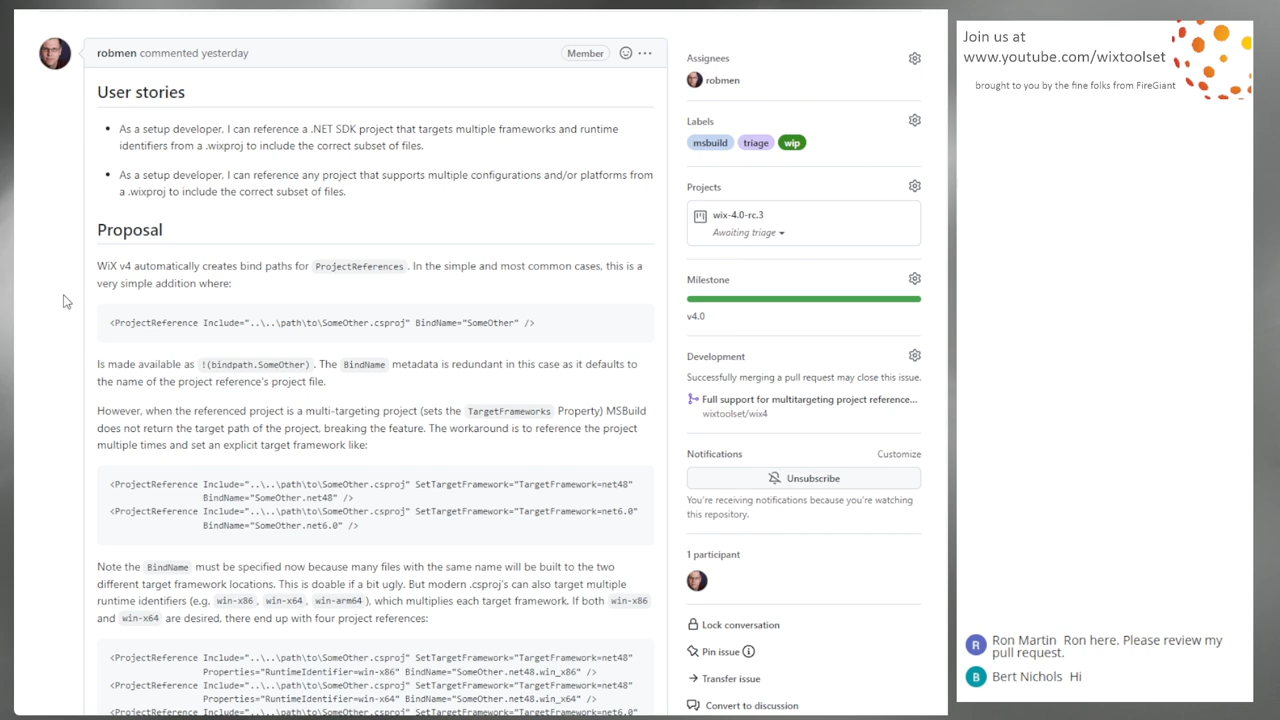 robmen commented yesterday
Member
User stories
As a setup developer. I can reference a .NET SDK project that targets multiple frameworks and runtime
identifiers from a .wixproj to include the correct subset of files.
As a setup developer. I can reference any project that supports multiple configurations and/or platforms from
a .wixproj to include the correct subset of files.
Proposal
WiX v4 automatically creates bind paths for ProjectReferences. In the simple and most common cases, this is a
very simple addition where:
<ProjectReference Include="..\..\path\to\SomeOther.csproj" BindName="SomeOther" />
Is made available as !(bindpath.SomeOther). The BindName metadata is redundant in this case as it defaults to
the name of the project reference's project file.
However, when the referenced project is a multi-targeting project (sets the TargetFrameworks Property) MSBuild
does not return the target path of the project, breaking the feature. The workaround is to reference the project
multiple times and set an explicit target framework like:
<ProjectReference Include="..\..\path\to\SomeOther.csproj" SetTargetFramework="TargetFramework=net48"
BindName="SomeOther.net48" />
<ProjectReference Include="..\..\path\to\SomeOther.csproj" SetTargetFramework="TargetFramework=net6.0"
BindName="SomeOther.net6.0" />
Note the BindName must be specified now because many files with the same name will be built to the two
different target framework locations. This is doable if a bit ugly. But modern .csproj's can also target multiple
runtime identifiers (e.g. win-x86, win-x64, win-arm64), which multiplies each target framework. If both win-x86
and win-x64 are desired, there end up with four project references:
<ProjectReference Include="..\..\path\to\SomeOther.csproj" SetTargetFramework="TargetFramework=net48"
Properties="RuntimeIdentifier=win-x86" BindName="SomeOther.net48.win_x86" />
<ProjectReference Include="..\..\path\to\SomeOther.csproj" SetTargetFramework="TargetFramework=net48"
Properties="RuntimeIdentifier=win-x64" BindName="SomeOther.net48.win_x64" />
<ProjectReference Include="..\..\path\to\SomeOther.csproj" SetTargetFramework="TargetFramework=net6.0"
Assignees
robmen
Labels
msbuild triage wip
Projects
wix-4.0-rc.3
Awaiting triage
Milestone
v4.0
Development
Successfully merging a pull request may close this issue.
Full support for multitargeting project reference...
wixtoolset/wix4
Notifications
Customize
Unsubscribe
You're receiving notifications because you're watching
this repository.
1 participant
Lock conversation
Pin issue
Transfer issue
Convert to discussion
Join us at
www.youtube.com/wixtoolset
brought to you by the fine folks from FireGiant
R
Ron Martin Ron here. Please review my
pull request.
B
Bert Nichols Hi